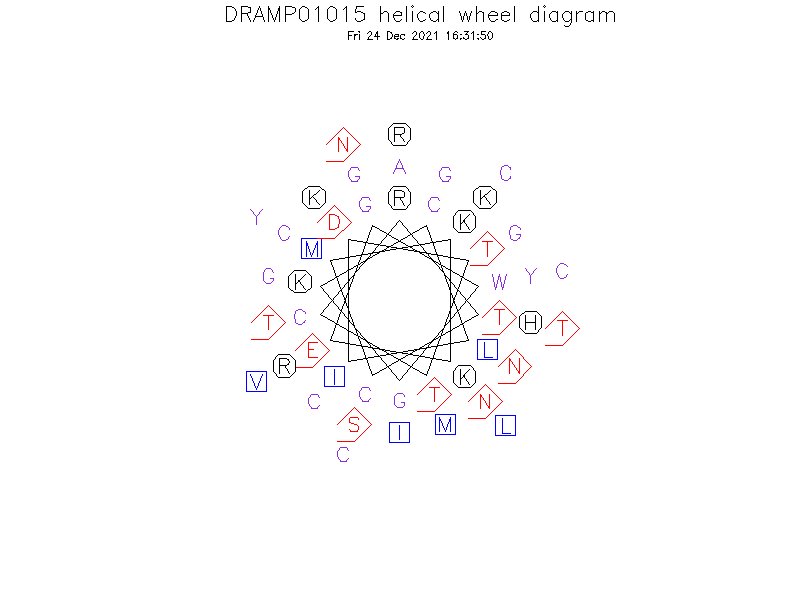 DRAMP01015 helical wheel diagram
Fri 24 Dec 2021 16:31:50
R
N
A
G G C
K R K
G C
Y D K
C G
M T
G K W Y C
T C T H T
E L
R N
V I K
C C G T N
S I M L
C